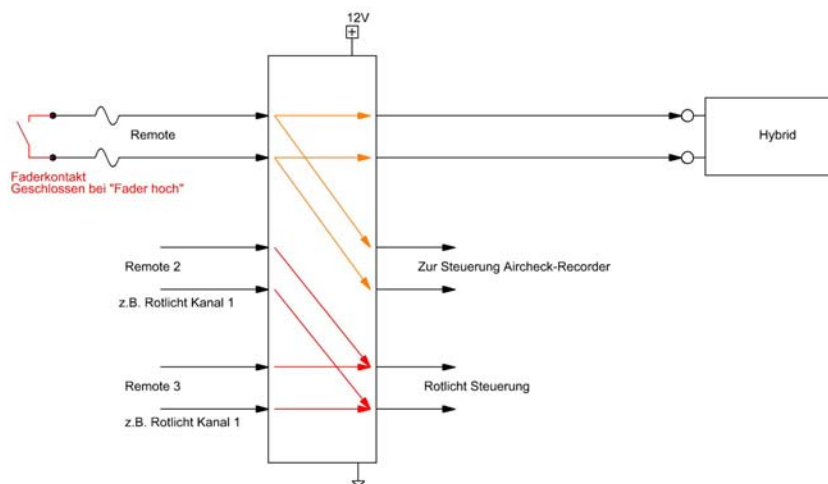 12V
Remote
Hybrid
Faderkontakt
Geschlossen bei "Fader hoch"
Remote 2
Zur Steuerung Aircheck-Recorder
z.B. Rotlicht Kanal 1
Remote 3
Rotlicht Steuerung
z.B. Rotlicht Kanal 1